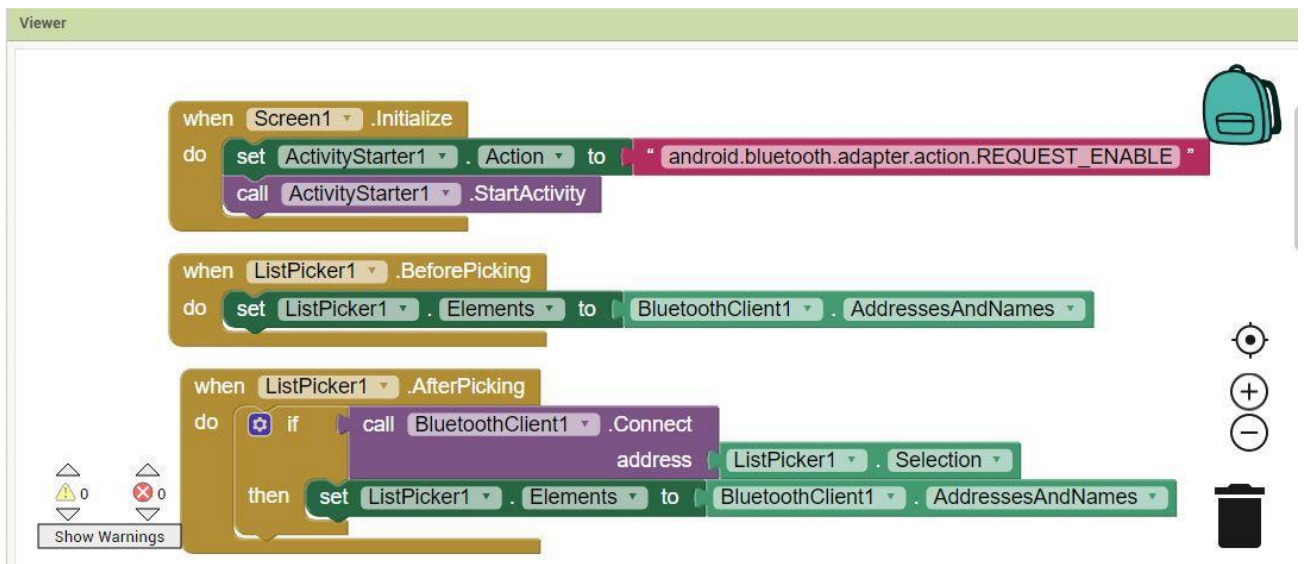 Viewer
when Screen1 .Initialize
do set ActivityStarter1 . Action to " android.bluetooth.adapter.action.REQUEST_ENABLE "
call ActivityStarter1 .StartActivity
when ListPicker1 .BeforePicking
do set ListPicker1 . Elements to BluetoothClient1 . AddressesAndNames
when ListPicker1 .AfterPicking
do if call BluetoothClient1 .Connect
address ListPicker1 . Selection
then set ListPicker1 . Elements to BluetoothClient1 . AddressesAndNames
0 0
Show Warnings